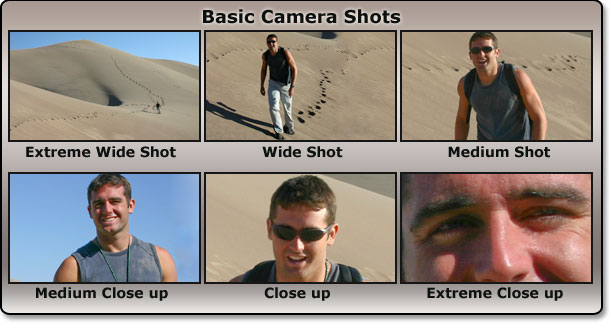 Basic Camera Shots
Extreme Wide Shot
Wide Shot
Medium Shot
Medium Close up
Close up
Extreme Close up